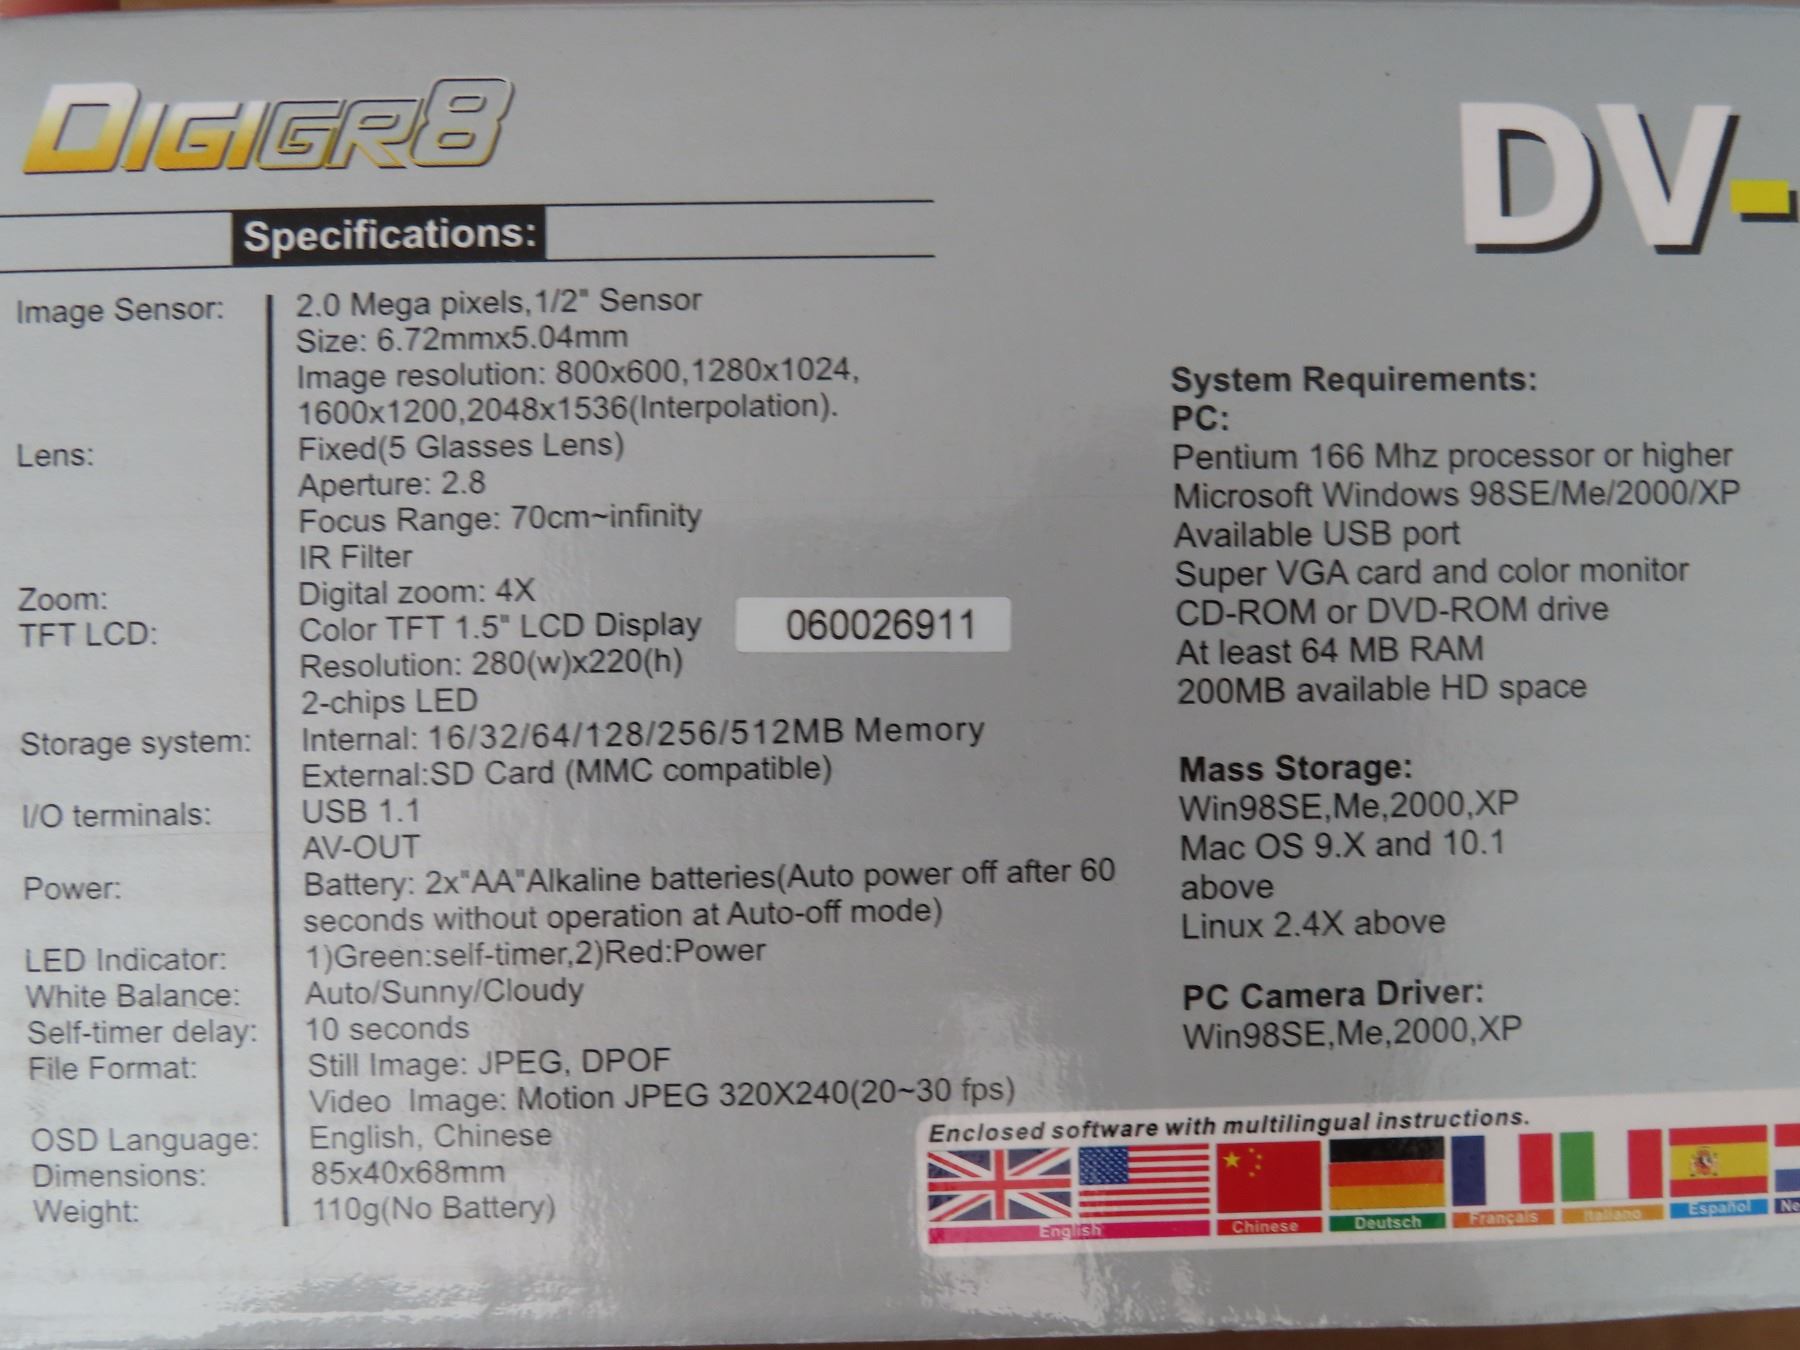 DIGIGR8
DV-
Specifications:
Image Sensor: 2.0 Mega pixels,1/2" Sensor
Size: 6.72mmx5.04mm
Image resolution: 800x600,1280x1024,
1600x1200,2048x1536(Interpolation).
Lens: Fixed(5 Glasses Lens)
Aperture: 2.8
Focus Range: 70cm~infinity
IR Filter
Zoom: Digital zoom: 4X
TFT LCD: Color TFT 1.5" LCD Display
Resolution: 280(w)x220(h)
2-chips LED
Storage system: Internal: 16/32/64/128/256/512MB Memory
External:SD Card (MMC compatible)
I/O terminals: USB 1.1
AV-OUT
Power: Battery: 2x"AA"Alkaline batteries(Auto power off after 60
seconds without operation at Auto-off mode)
LED Indicator: 1)Green:self-timer,2)Red:Power
White Balance: Auto/Sunny/Cloudy
Self-timer delay: 10 seconds
File Format: Still Image: JPEG, DPOF
Video Image: Motion JPEG 320X240(20~30 fps)
OSD Language: English, Chinese
Dimensions: 85x40x68mm
Weight: 110g(No Battery)
060026911
System Requirements:
PC:
Pentium 166 Mhz processor or higher
Microsoft Windows 98SE/Me/2000/XP
Available USB port
Super VGA card and color monitor
CD-ROM or DVD-ROM drive
At least 64 MB RAM
200MB available HD space
Mass Storage:
Win98SE,Me,2000,XP
Mac OS 9.X and 10.1
above
Linux 2.4X above
PC Camera Driver:
Win98SE,Me,2000,XP
Enclosed software with multilingual instructions.
English Chinese Deutsch Français Italiano Español Ne